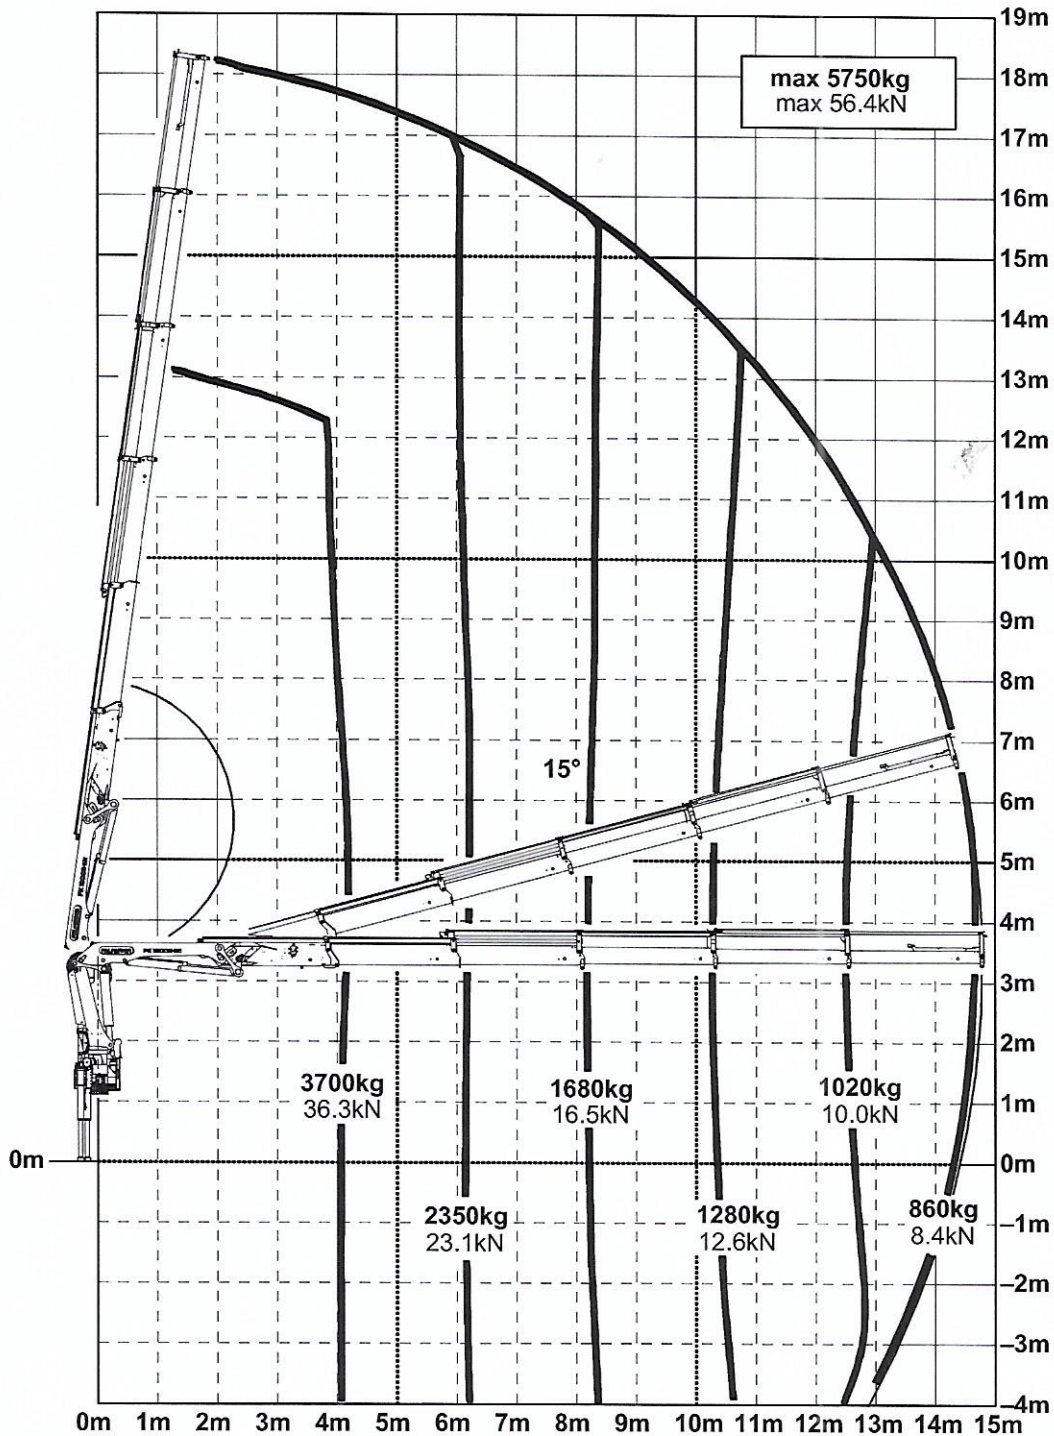 19m
max 5750kg
max 56.4kN
18m
17m
16m
15m
14m
13m
12m
11m
10m
9m
8m
7m
15°
6m
5m
4m
3m
2m
3700kg
36.3kN
1680kg
16.5kN
1020kg
10.0kN
1m
0m
0m
2350kg
23.1kN
1280kg
12.6kN
860kg
8.4kN
–1m
–2m
–3m
–4m
0m 1m 2m 3m 4m 5m 6m 7m 8m 9m 10m 11m 12m 13m 14m 15m